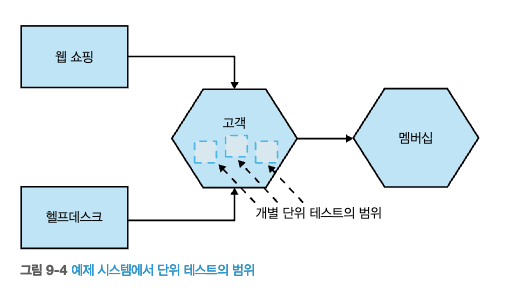 웹 쇼핑
고객
멤버십
헬프데스크
개별 단위 테스트의 범위
그림 9-4 예제 시스템에서 단위 테스트의 범위